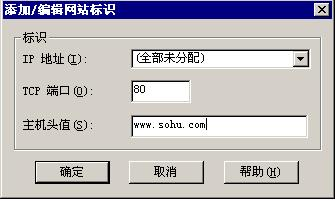 添加/编辑网站标识
标识
IP 地址(I):
(全部未分配)
TCP 端口(O):
80
主机头值(S):
www.sohu.com
确定
取消
帮助(H)